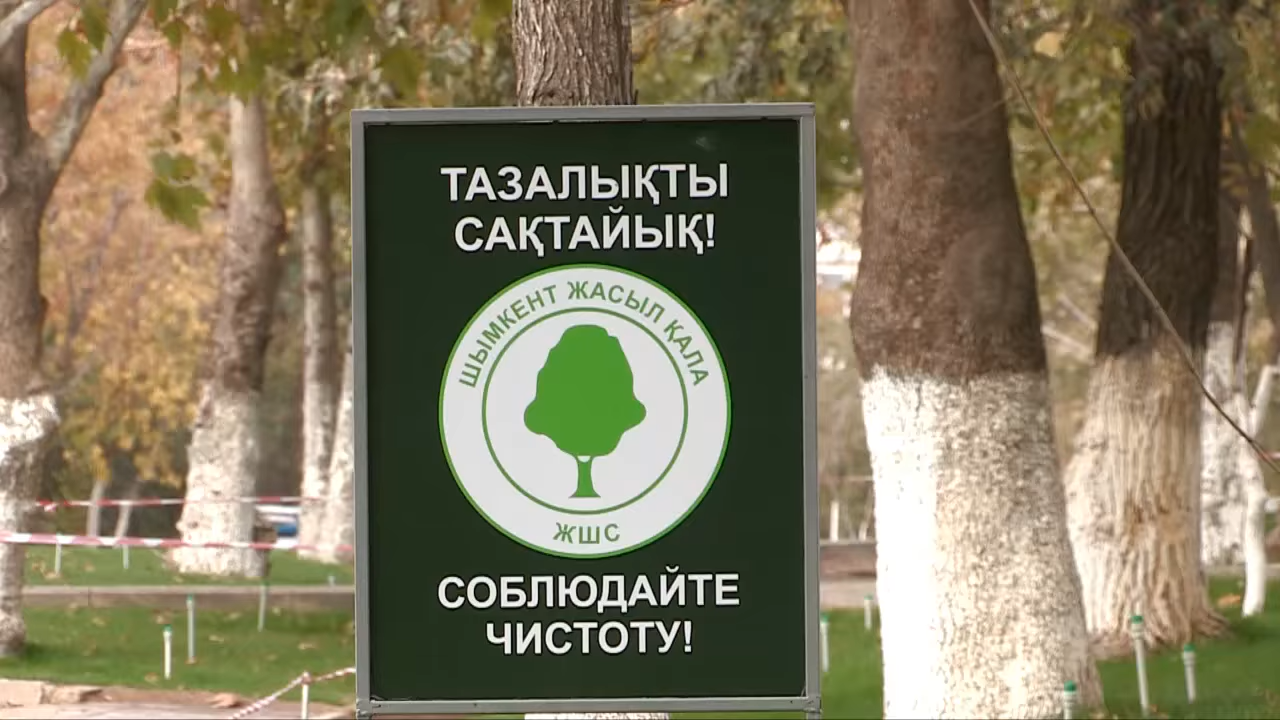 ТАЗАЛЫҚТЫ
САҚТАЙЫҚ!
ШЫМКЕНТ ЖАСЫЛ ҚАЛА
ЖШС
СОБЛЮДАЙТЕ
ЧИСТОТУ!